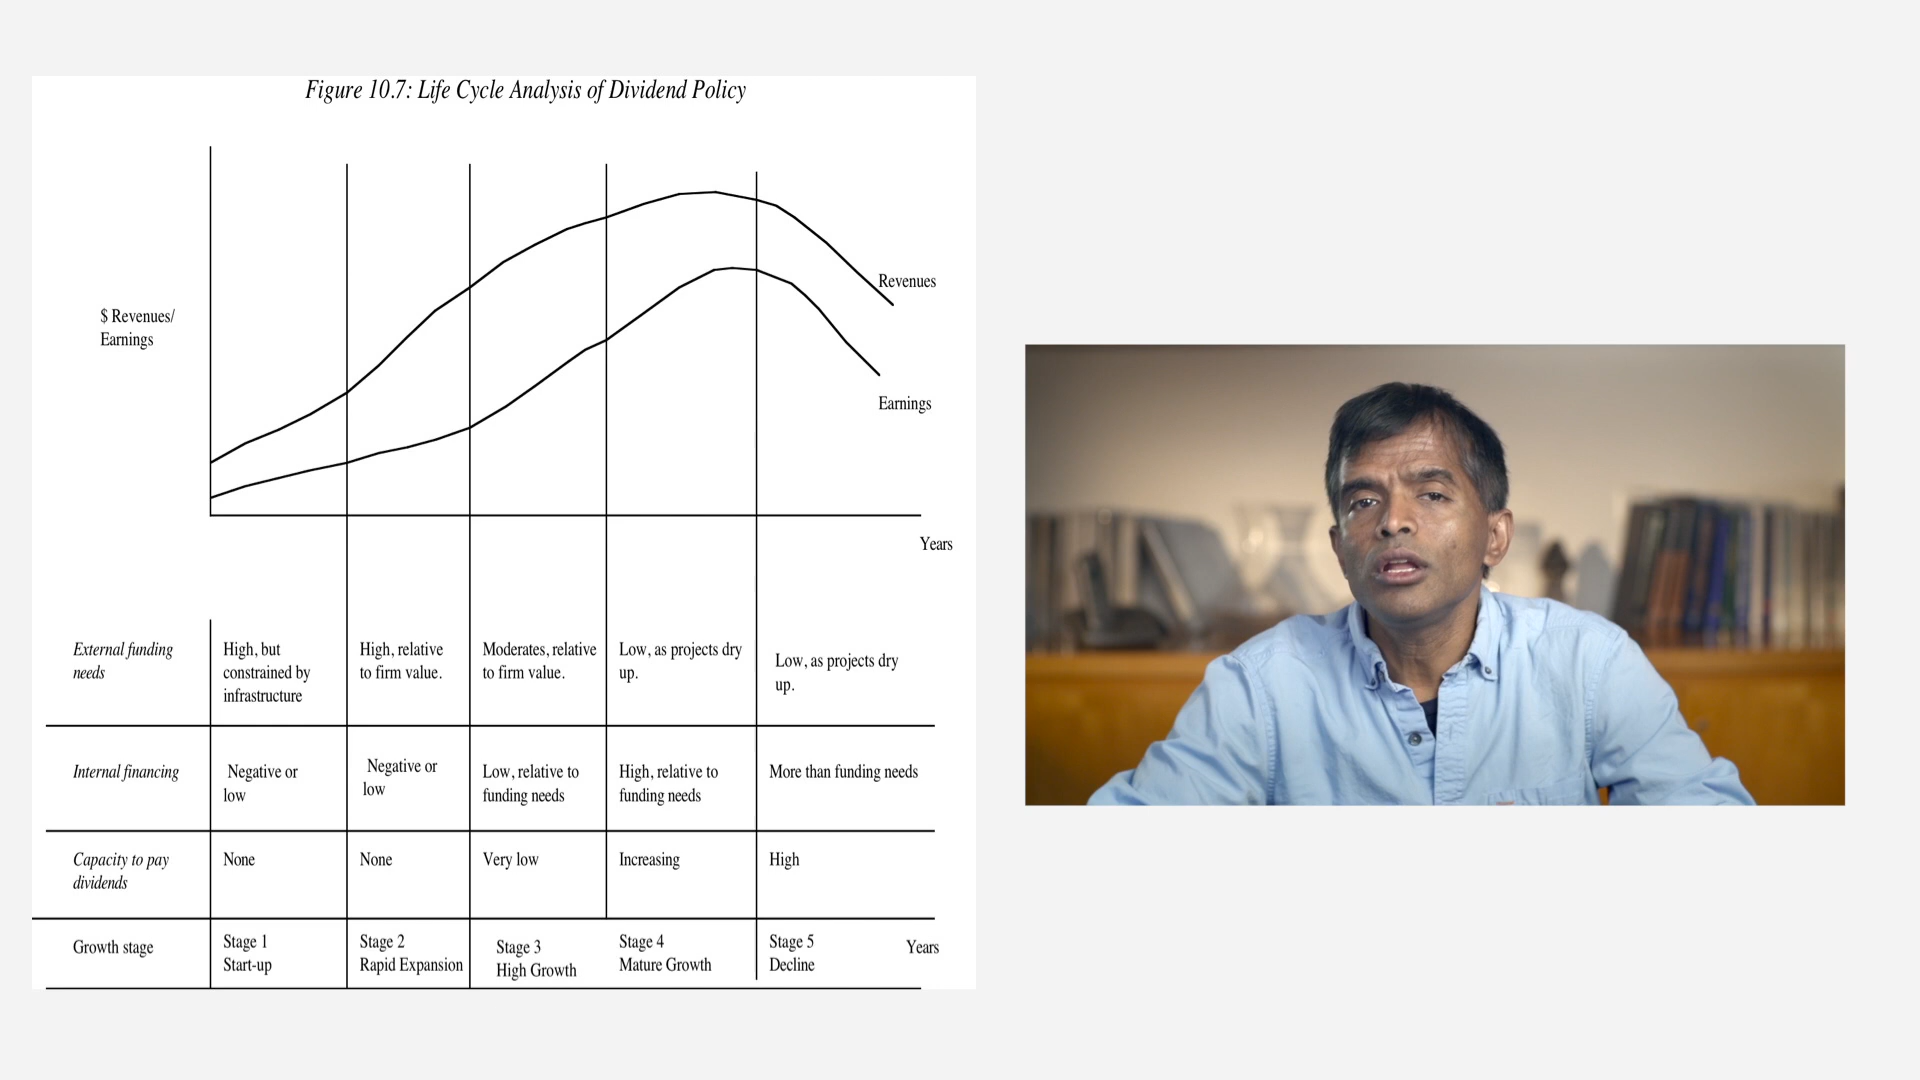 Figure 10.7: Life Cycle Analysis of Dividend Policy
$ Revenues/
Earnings
Revenues
Earnings
Years
External funding
needs
High, but
constrained by
infrastructure
High, relative
to firm value.
Moderates, relative
to firm value.
Low, as projects dry
up.
Low, as projects dry
up.
Internal financing
Negative or
low
Negative or
low
Low, relative to
funding needs
High, relative to
funding needs
More than funding needs
Capacity to pay
dividends
None
None
Very low
Increasing
High
Growth stage
Stage 1
Start-up
Stage 2
Rapid Expansion
Stage 3
High Growth
Stage 4
Mature Growth
Stage 5
Decline
Years